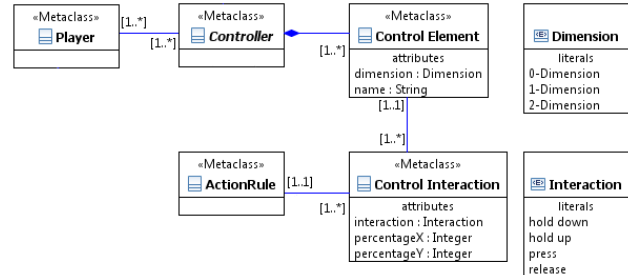 «Metaclass»
Player
[1..*]
[1..*]
«Metaclass»
Controller
[1..*]
«Metaclass»
Control Element
attributes
dimension : Dimension
name : String
[1..1]
[1..*]
«E» Dimension
literals
0-Dimension
1-Dimension
2-Dimension
«Metaclass»
ActionRule
[1..1]
[1..*]
«Metaclass»
Control Interaction
attributes
interaction : Interaction
percentageX : Integer
percentageY : Integer
«E» Interaction
literals
hold down
hold up
press
release